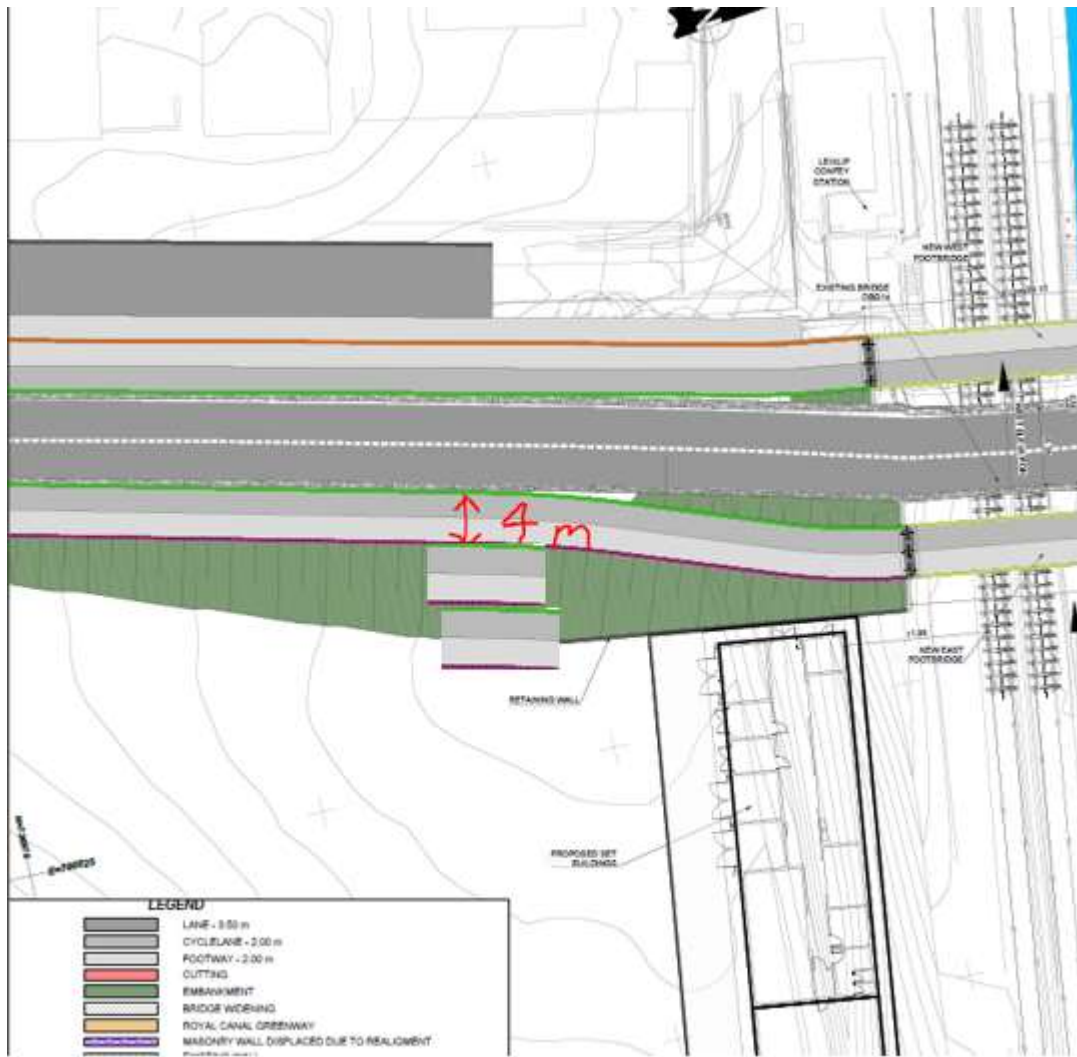 LEIXLIP
CONFEY
STATION
NEW WEST
FOOTBRIDGE
EXISTING BRIDGE
OBG14
4 m
NEW EAST
FOOTBRIDGE
RETAINING WALL
PROPOSED SET
BUILDINGS
LEGEND
LANE - 3.50 m
CYCLELANE - 2.00 m
FOOTWAY - 2.00 m
CUTTING
EMBANKMENT
BRIDGE WIDENING
ROYAL CANAL GREENWAY
MASONRY WALL DISPLACED DUE TO REALIGMENT